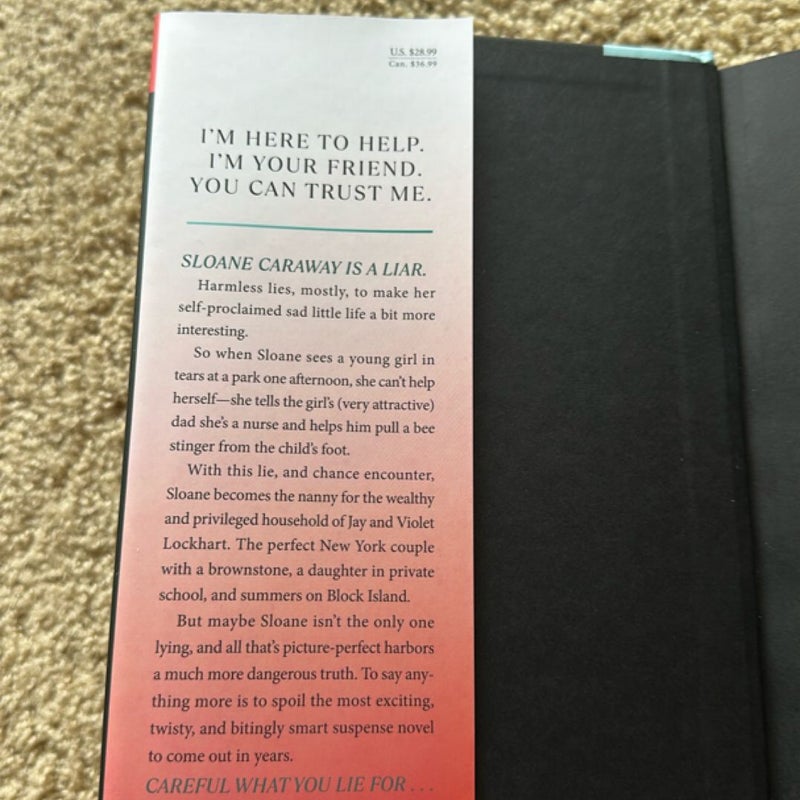 U.S. $28.99
Can. $36.99
I'M HERE TO HELP.
I'M YOUR FRIEND.
YOU CAN TRUST ME.
SLOANE CARAWAY IS A LIAR.
Harmless lies, mostly, to make her
self-proclaimed sad little life a bit more
interesting.
So when Sloane sees a young girl in
tears at a park one afternoon, she can't help
herself—she tells the girl's (very attractive)
dad she's a nurse and helps him pull a bee
stinger from the child's foot.
With this lie, and chance encounter,
Sloane becomes the nanny for the wealthy
and privileged household of Jay and Violet
Lockhart. The perfect New York couple
with a brownstone, a daughter in private
school, and summers on Block Island.
But maybe Sloane isn't the only one
lying, and all that's picture-perfect harbors
a much more dangerous truth. To say any-
thing more is to spoil the most exciting,
twisty, and bitingly smart suspense novel
to come out in years.
CAREFUL WHAT YOU LIE FOR . . .